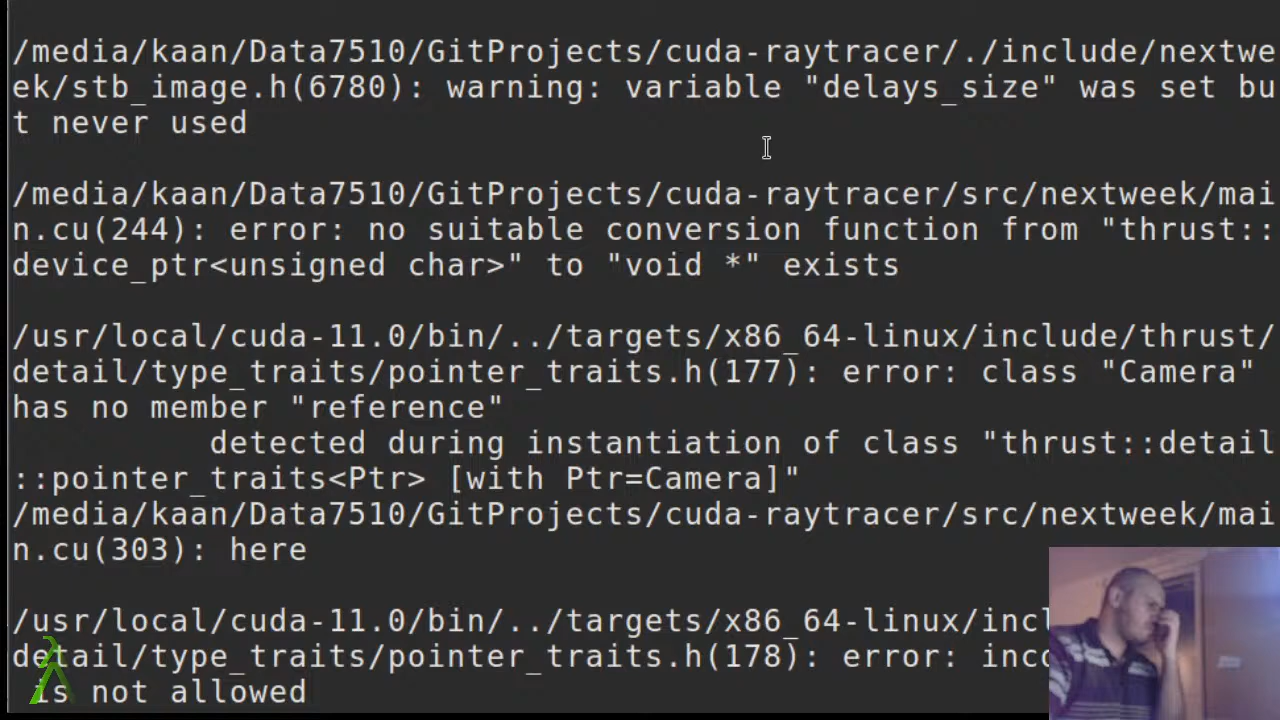 /media/kaan/Data7510/GitProjects/cuda-raytracer/./include/nextwe
ek/stb_image.h(6780): warning: variable "delays_size" was set bu
t never used
/media/kaan/Data7510/GitProjects/cuda-raytracer/src/nextweek/mai
n.cu(244): error: no suitable conversion function from "thrust::
device_ptr<unsigned char>" to "void *" exists
/usr/local/cuda-11.0/bin/../targets/x86_64-linux/include/thrust/
detail/type_traits/pointer_traits.h(177): error: class "Camera"
has no member "reference"
detected during instantiation of class "thrust::detail
::pointer_traits<Ptr> [with Ptr=Camera]"
/media/kaan/Data7510/GitProjects/cuda-raytracer/src/nextweek/mai
n.cu(303): here
/usr/local/cuda-11.0/bin/../targets/x86_64-linux/incl
detail/type_traits/pointer_traits.h(178): error: inc
is not allowed